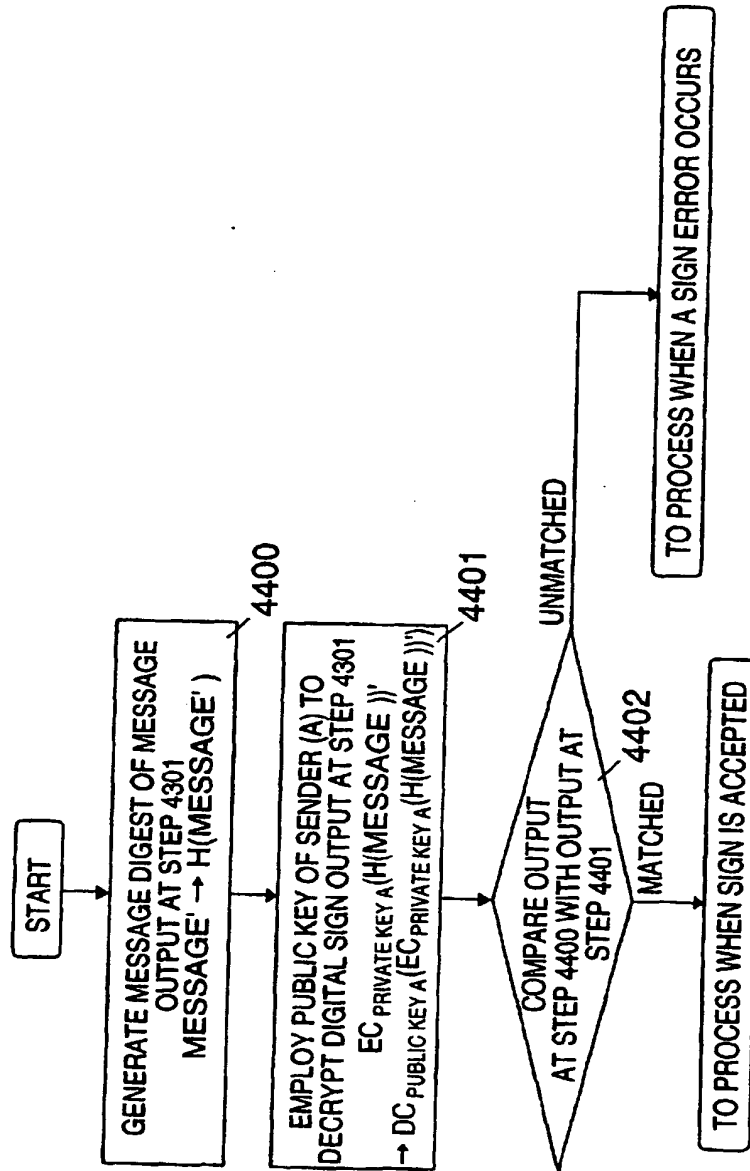 START
GENERATE MESSAGE DIGEST OF MESSAGE
OUTPUT AT STEP 4301
MESSAGE' → H(MESSAGE' )
4400
EMPLOY PUBLIC KEY OF SENDER (A) TO
DECRYPT DIGITAL SIGN OUTPUT AT STEP 4301
EC PRIVATE KEY A(H(MESSAGE ))'
→ DC PUBLIC KEY A(EC PRIVATE KEY A(H(MESSAGE ))')
4401
COMPARE OUTPUT
AT STEP 4400 WITH OUTPUT AT
STEP 4401
4402
UNMATCHED
MATCHED
TO PROCESS WHEN A SIGN ERROR OCCURS
TO PROCESS WHEN SIGN IS ACCEPTED